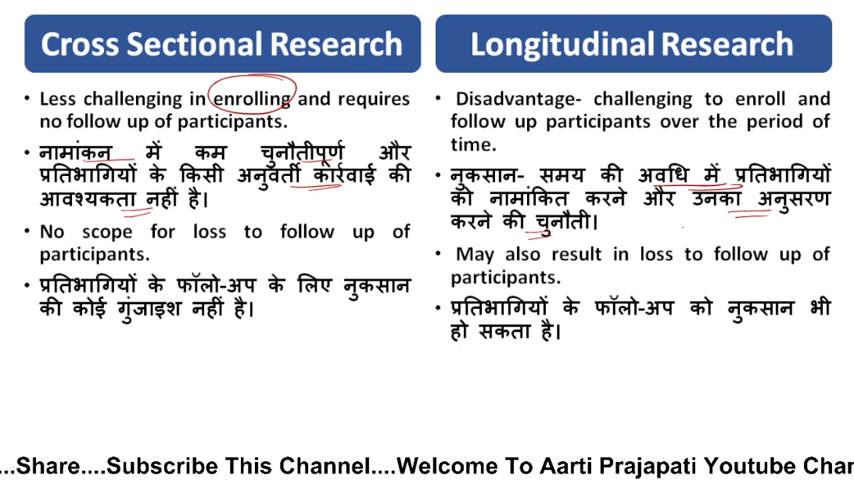 Cross Sectional Research
• Less challenging in enrolling and requires
no follow up of participants.
• नामांकन में कम चुनौतीपूर्ण और
प्रतिभागियों के किसी अनुवर्ती कार्रवाई की
आवश्यकता नहीं है।
• No scope for loss to follow up of
participants.
• प्रतिभागियों के फॉलो-अप के लिए नुकसान
की कोई गुंजाइश नहीं है।
Longitudinal Research
• Disadvantage- challenging to enroll and
follow up participants over the period of
time.
• नुकसान- समय की अवधि में प्रतिभागियों
को नामांकित करने और उनका अनुसरण
करने की चुनौती।
• May also result in loss to follow up of
participants.
• प्रतिभागियों के फॉलो-अप को नुकसान भी
हो सकता है।
...Share....Subscribe This Channel....Welcome To Aarti Prajapati Youtube Char